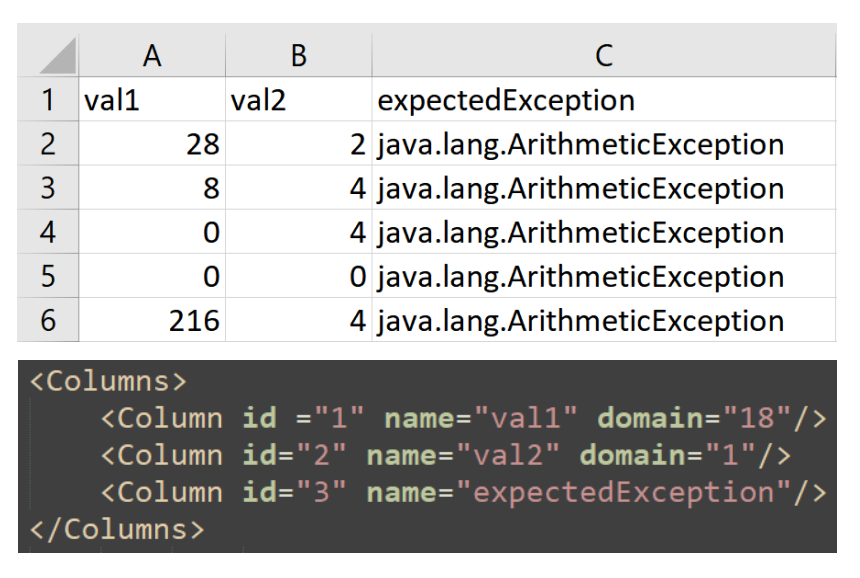 A B C
1 val1 val2 expectedException
2 28 2 java.lang.ArithmeticException
3 8 4 java.lang.ArithmeticException
4 0 4 java.lang.ArithmeticException
5 0 0 java.lang.ArithmeticException
6 216 4 java.lang.ArithmeticException
<Columns>
<Column id ="1" name="val1" domain="18"/>
<Column id="2" name="val2" domain="1"/>
<Column id="3" name="expectedException"/>
</Columns>